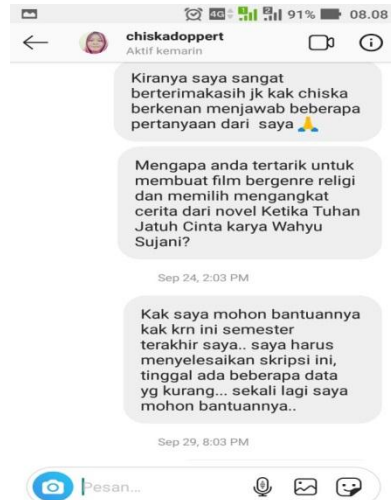 4G 91% 08.08
chiskadoppert
Aktif kemarin
Kiranya saya sangat
berterimakasih jk kak chiska
berkenan menjawab beberapa
pertanyaan dari saya
Mengapa anda tertarik untuk
membuat film bergenre religi
dan memilih mengangkat
cerita dari novel Ketika Tuhan
Jatuh Cinta karya Wahyu
Sujani?
Sep 24, 2:03 PM
Kak saya mohon bantuannya
kak krn ini semester
terakhir saya.. saya harus
menyelesaikan skripsi ini,
tinggal ada beberapa data
yg kurang... sekali lagi saya
mohon bantuannya..
Sep 29, 8:03 PM
Pesan...